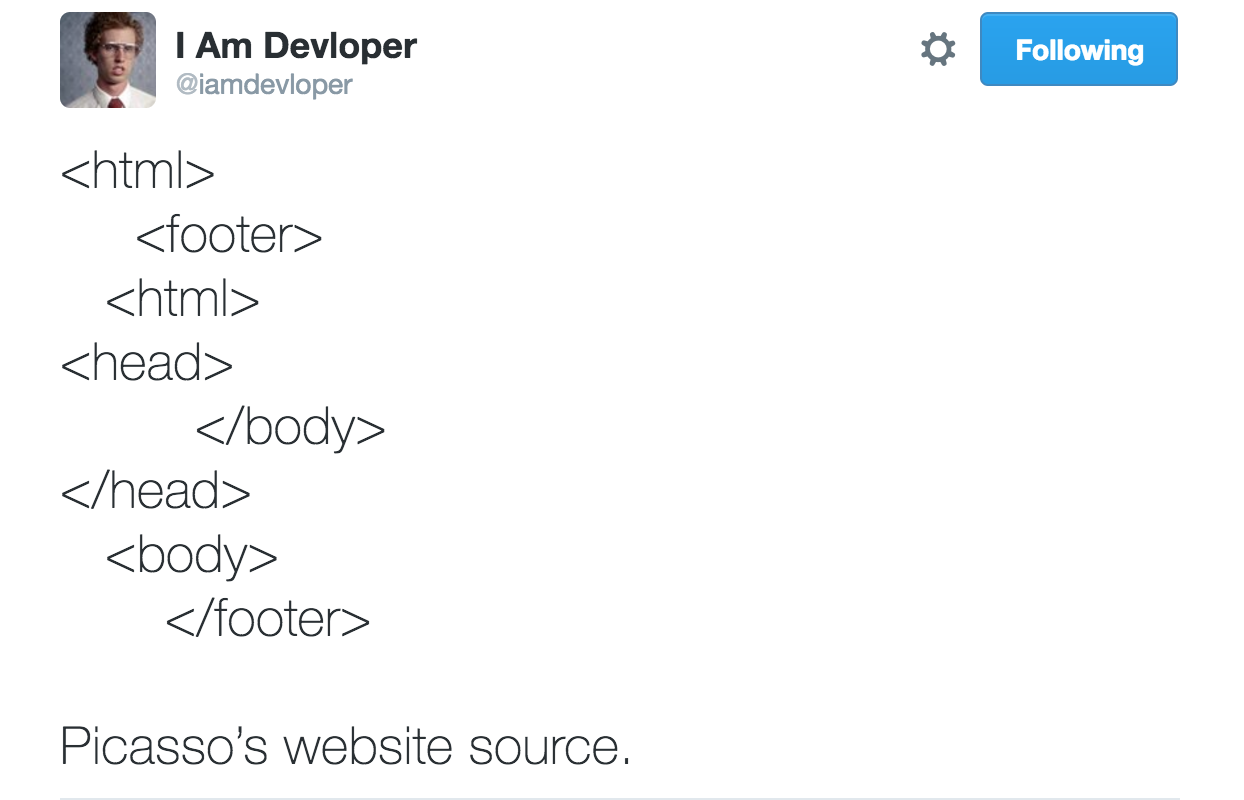 I Am Devloper
@iamdevloper
Following
<html>
<footer>
<html>
<head>
</body>
</head>
<body>
</footer>
Picasso’s website source.